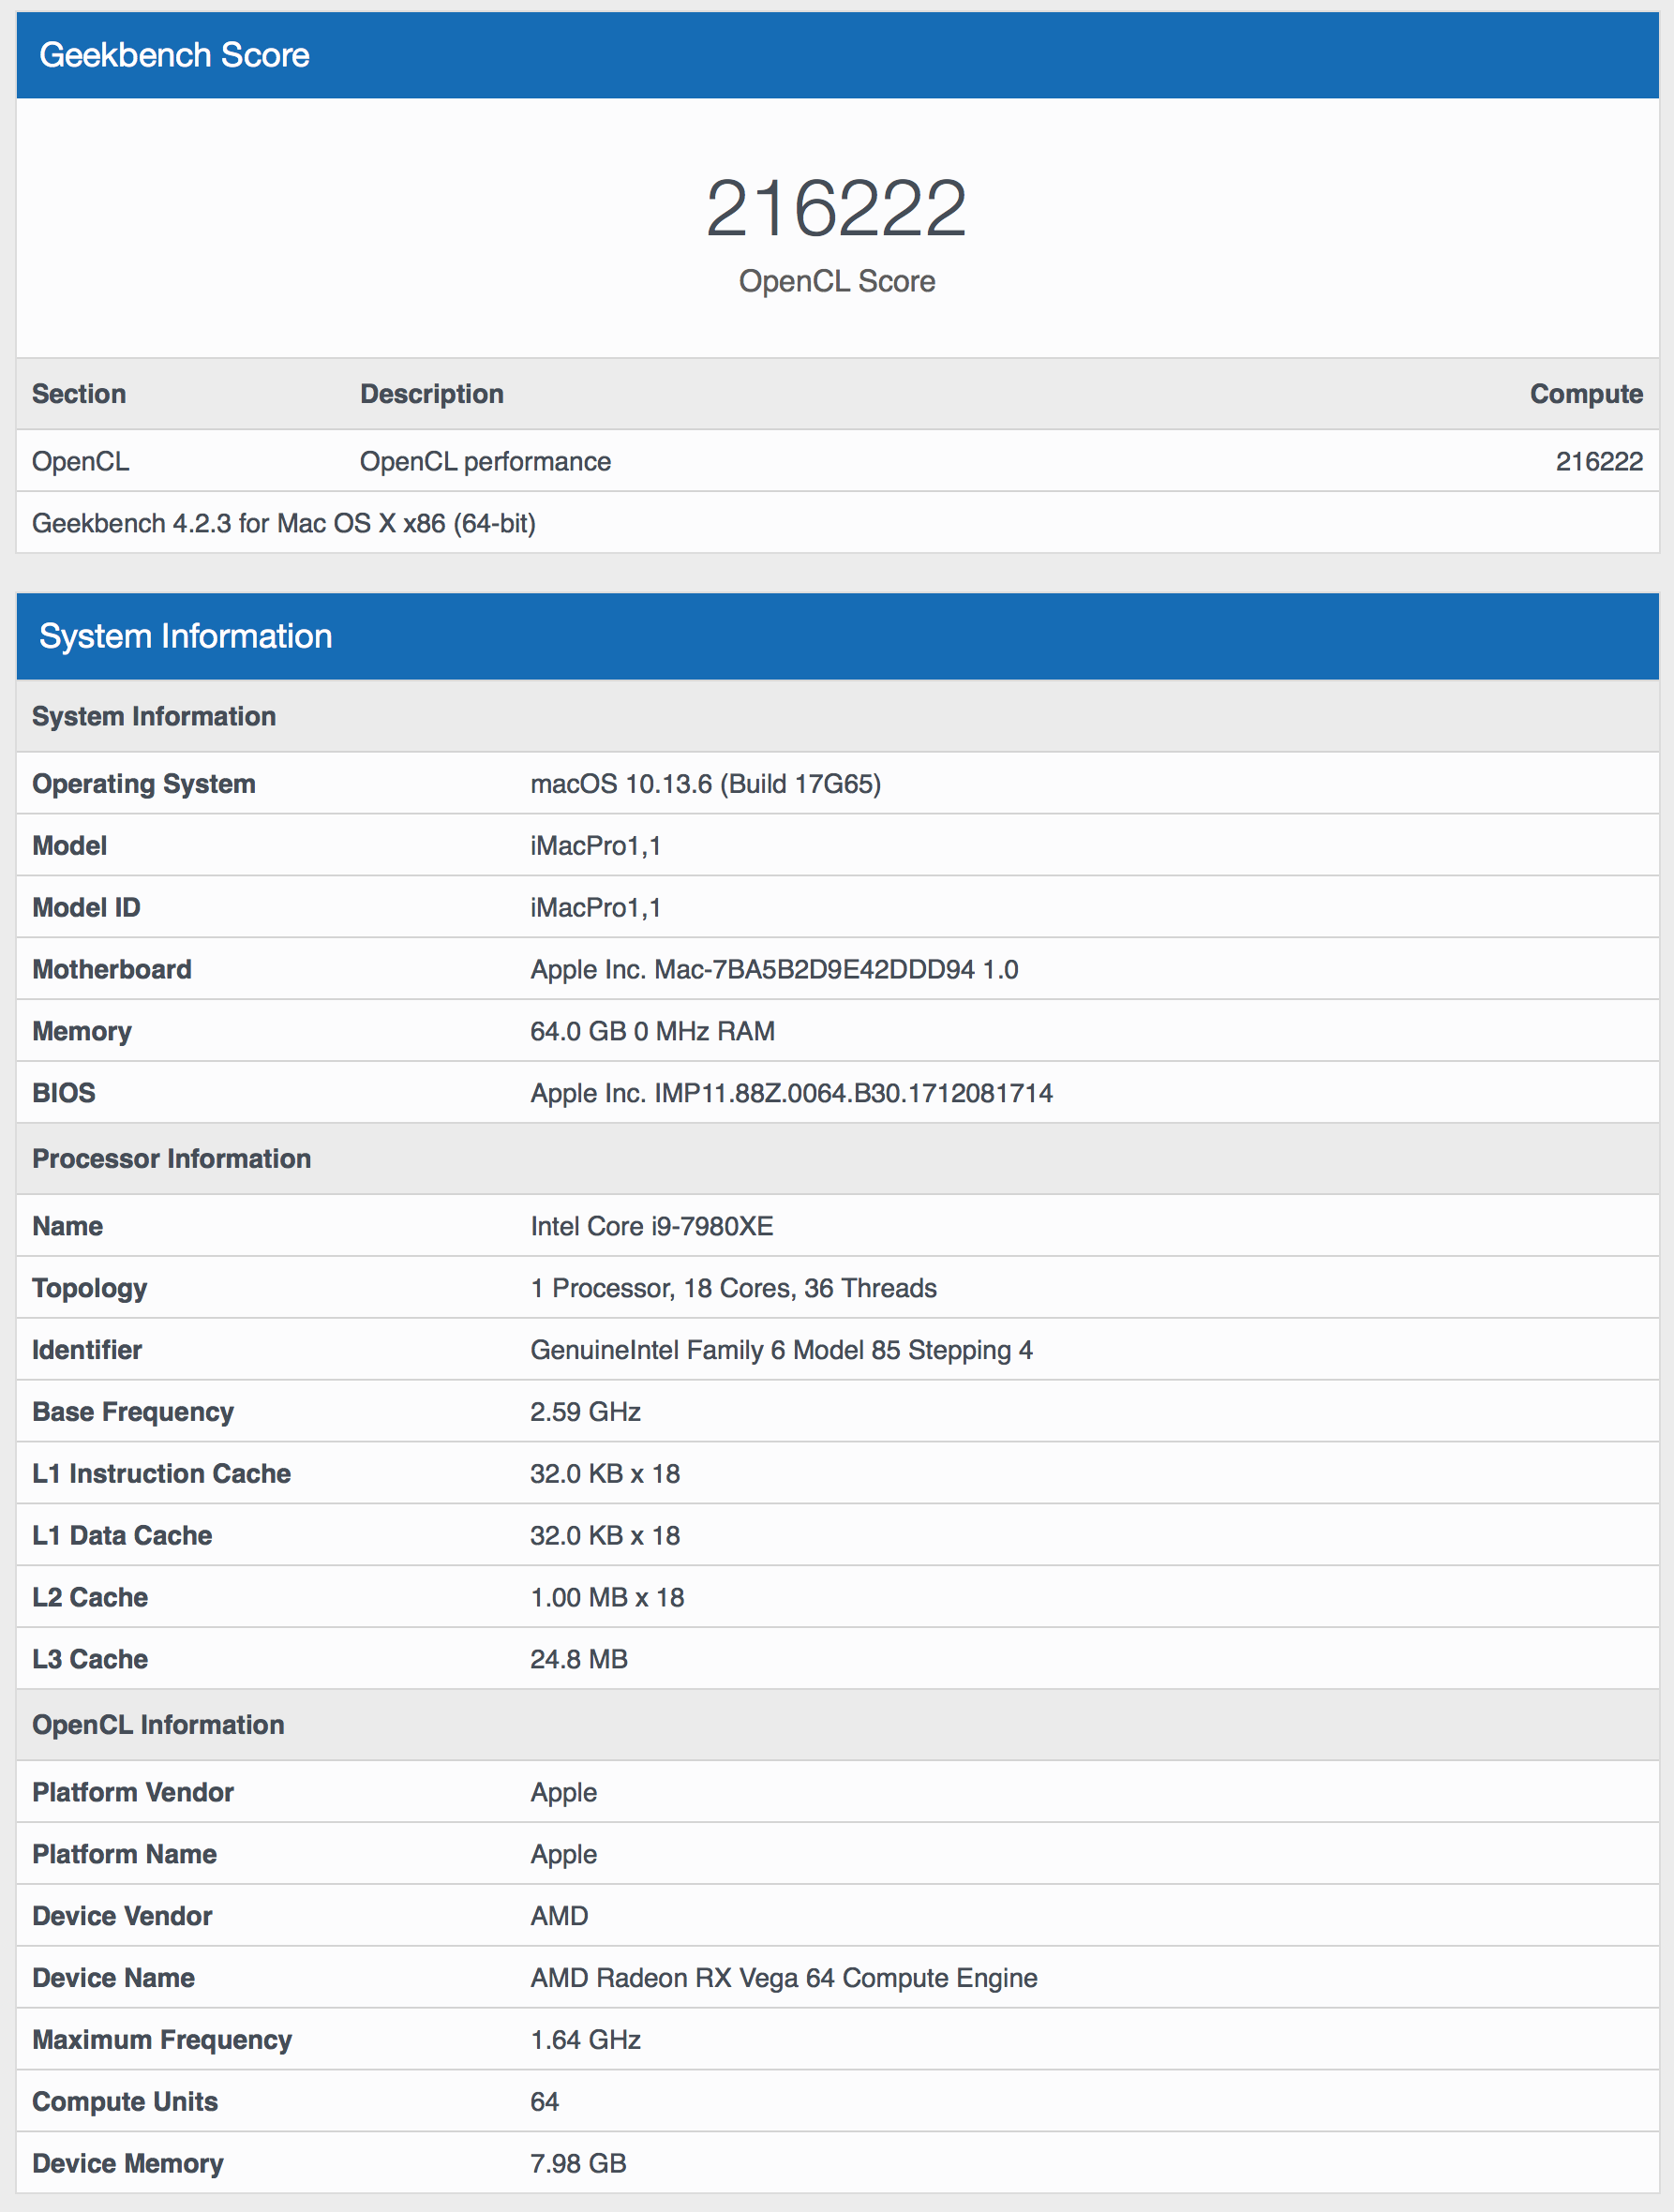 Geekbench Score
216222
OpenCL Score
Section Description Compute
OpenCL OpenCL performance 216222
Geekbench 4.2.3 for Mac OS X x86 (64-bit)
System Information
System Information
Operating System macOS 10.13.6 (Build 17G65)
Model iMacPro1,1
Model ID iMacPro1,1
Motherboard Apple Inc. Mac-7BA5B2D9E42DDD94 1.0
Memory 64.0 GB 0 MHz RAM
BIOS Apple Inc. IMP11.88Z.0064.B30.1712081714
Processor Information
Name Intel Core i9-7980XE
Topology 1 Processor, 18 Cores, 36 Threads
Identifier GenuineIntel Family 6 Model 85 Stepping 4
Base Frequency 2.59 GHz
L1 Instruction Cache 32.0 KB x 18
L1 Data Cache 32.0 KB x 18
L2 Cache 1.00 MB x 18
L3 Cache 24.8 MB
OpenCL Information
Platform Vendor Apple
Platform Name Apple
Device Vendor AMD
Device Name AMD Radeon RX Vega 64 Compute Engine
Maximum Frequency 1.64 GHz
Compute Units 64
Device Memory 7.98 GB